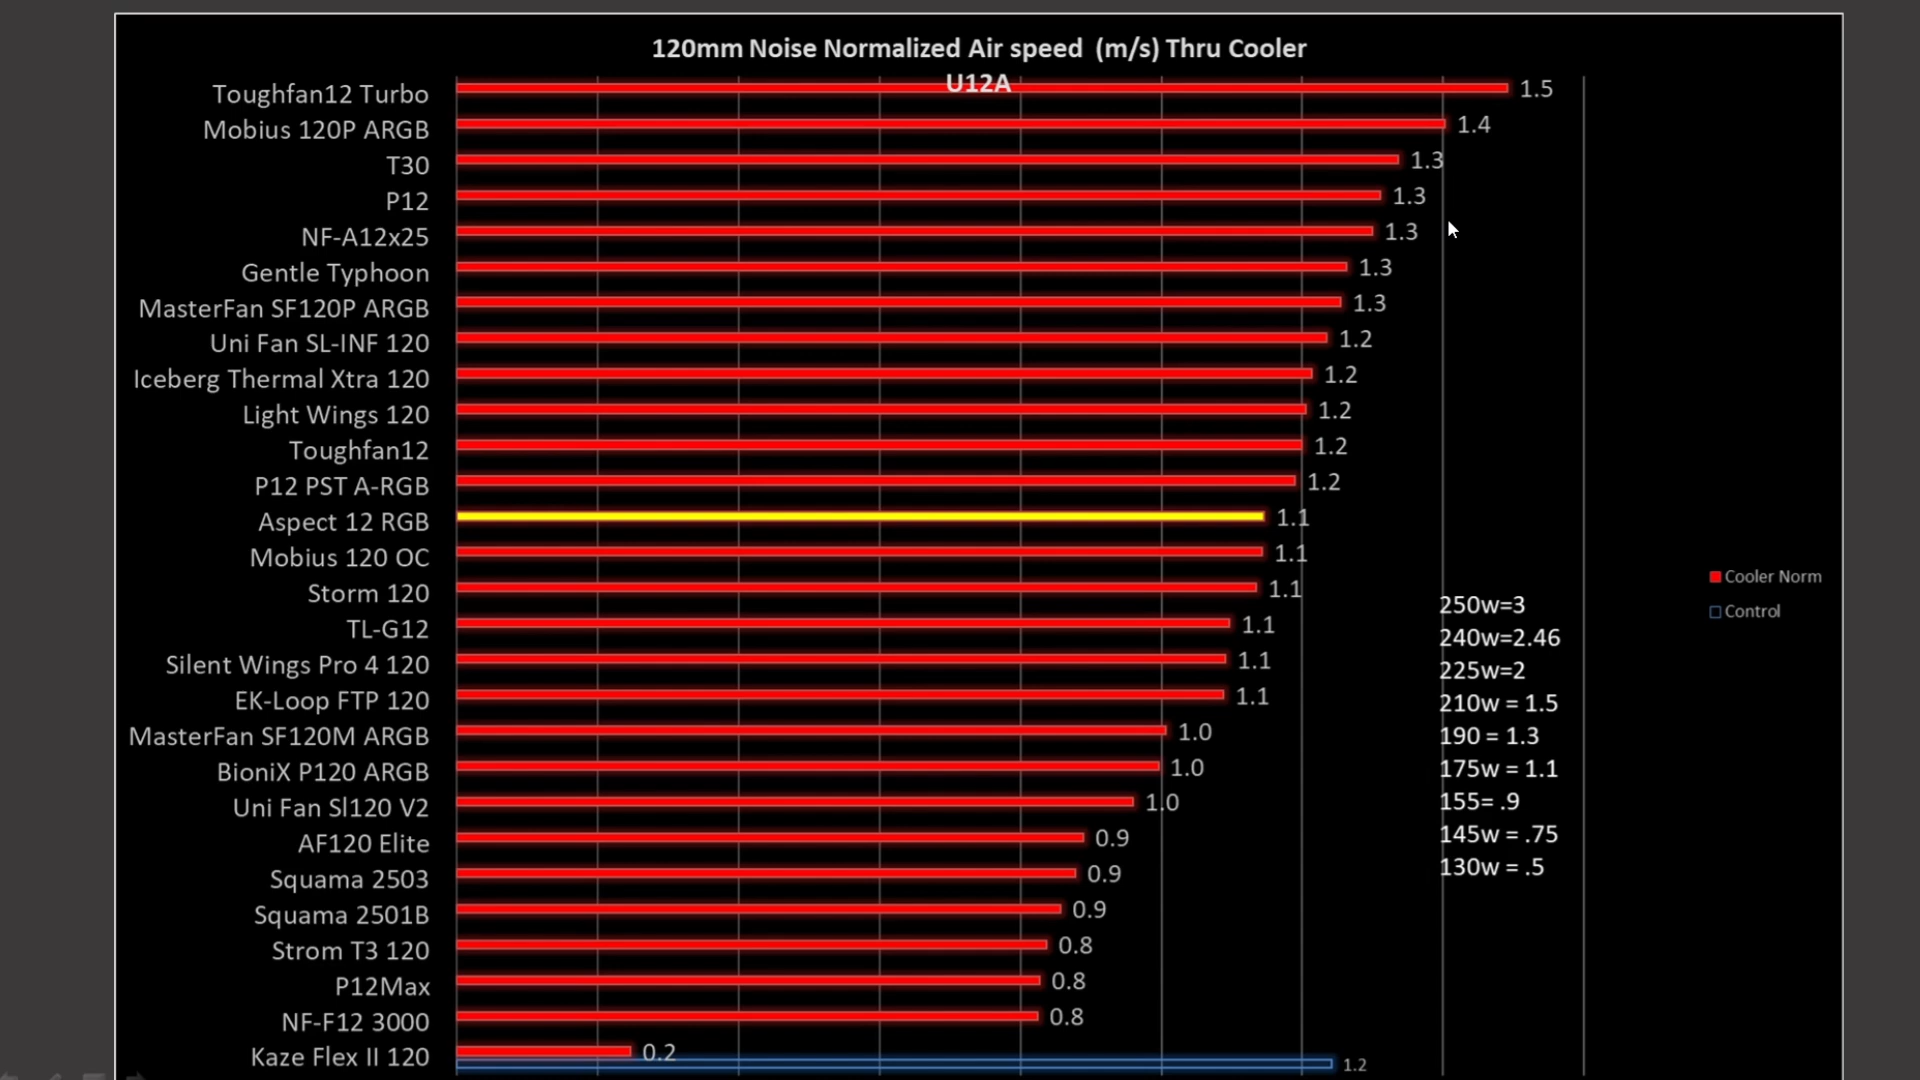 120mm Noise Normalized Air speed (m/s) Thru Cooler
U12A
Toughfan12 Turbo 1.5
Mobius 120P ARGB 1.4
T30 1.3
P12 1.3
NF-A12x25 1.3
Gentle Typhoon 1.3
MasterFan SF120P ARGB 1.3
Uni Fan SL-INF 120 1.2
Iceberg Thermal Xtra 120 1.2
Light Wings 120 1.2
Toughfan12 1.2
P12 PST A-RGB 1.2
Aspect 12 RGB 1.1
Mobius 120 OC 1.1
Storm 120 1.1
TL-G12 1.1
Silent Wings Pro 4 120 1.1
EK-Loop FTP 120 1.1
MasterFan SF120M ARGB 1.0
BioniX P120 ARGB 1.0
Uni Fan Sl120 V2 1.0
AF120 Elite 0.9
Squama 2503 0.9
Squama 2501B 0.9
Strom T3 120 0.8
P12Max 0.8
NF-F12 3000 0.8
Kaze Flex II 120 0.2
1.2
250w=3
240w=2.46
225w=2
210w = 1.5
190 = 1.3
175w = 1.1
155= .9
145w = .75
130w = .5
Cooler Norm
Control